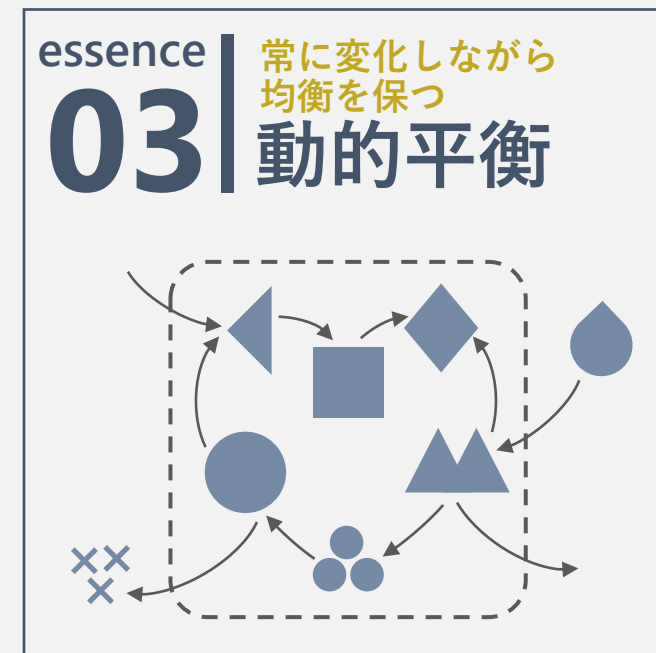 essence
03
常に変化しながら
均衡を保つ
動的平衡